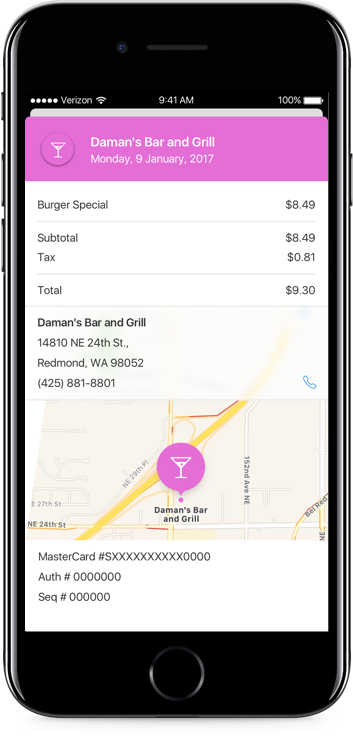 Verizon 9:41 AM 100%
Daman's Bar and Grill
Monday, 9 January, 2017
Burger Special $8.49
Subtotal $8.49
Tax $0.81
Total $9.30
Daman's Bar and Grill
14810 NE 24th St.,
Redmond, WA 98052
(425) 881-8801
NE 29th Pl
152nd Ave NE
E 27th St
Bel Red
NE 24th St
Daman's Bar
and Grill
MasterCard #SXXXXXXXXXX0000
Auth # 0000000
Seq # 000000